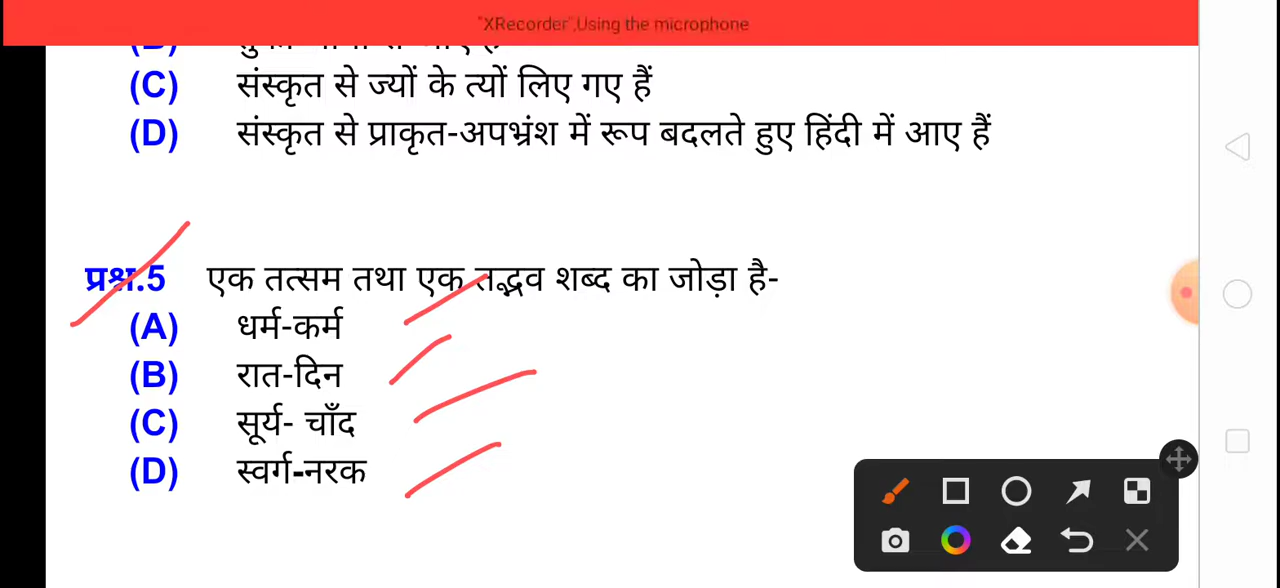 "XRecorder",Using the microphone
(C) संस्कृत से ज्यों के त्यों लिए गए हैं
(D) संस्कृत से प्राकृत-अपभ्रंश में रूप बदलते हुए हिंदी में आए हैं
प्रश्न.5 एक तत्सम तथा एक तद्भव शब्द का जोड़ा है-
(A) धर्म-कर्म
(B) रात-दिन
(C) सूर्य- चाँद
(D) स्वर्ग-नरक